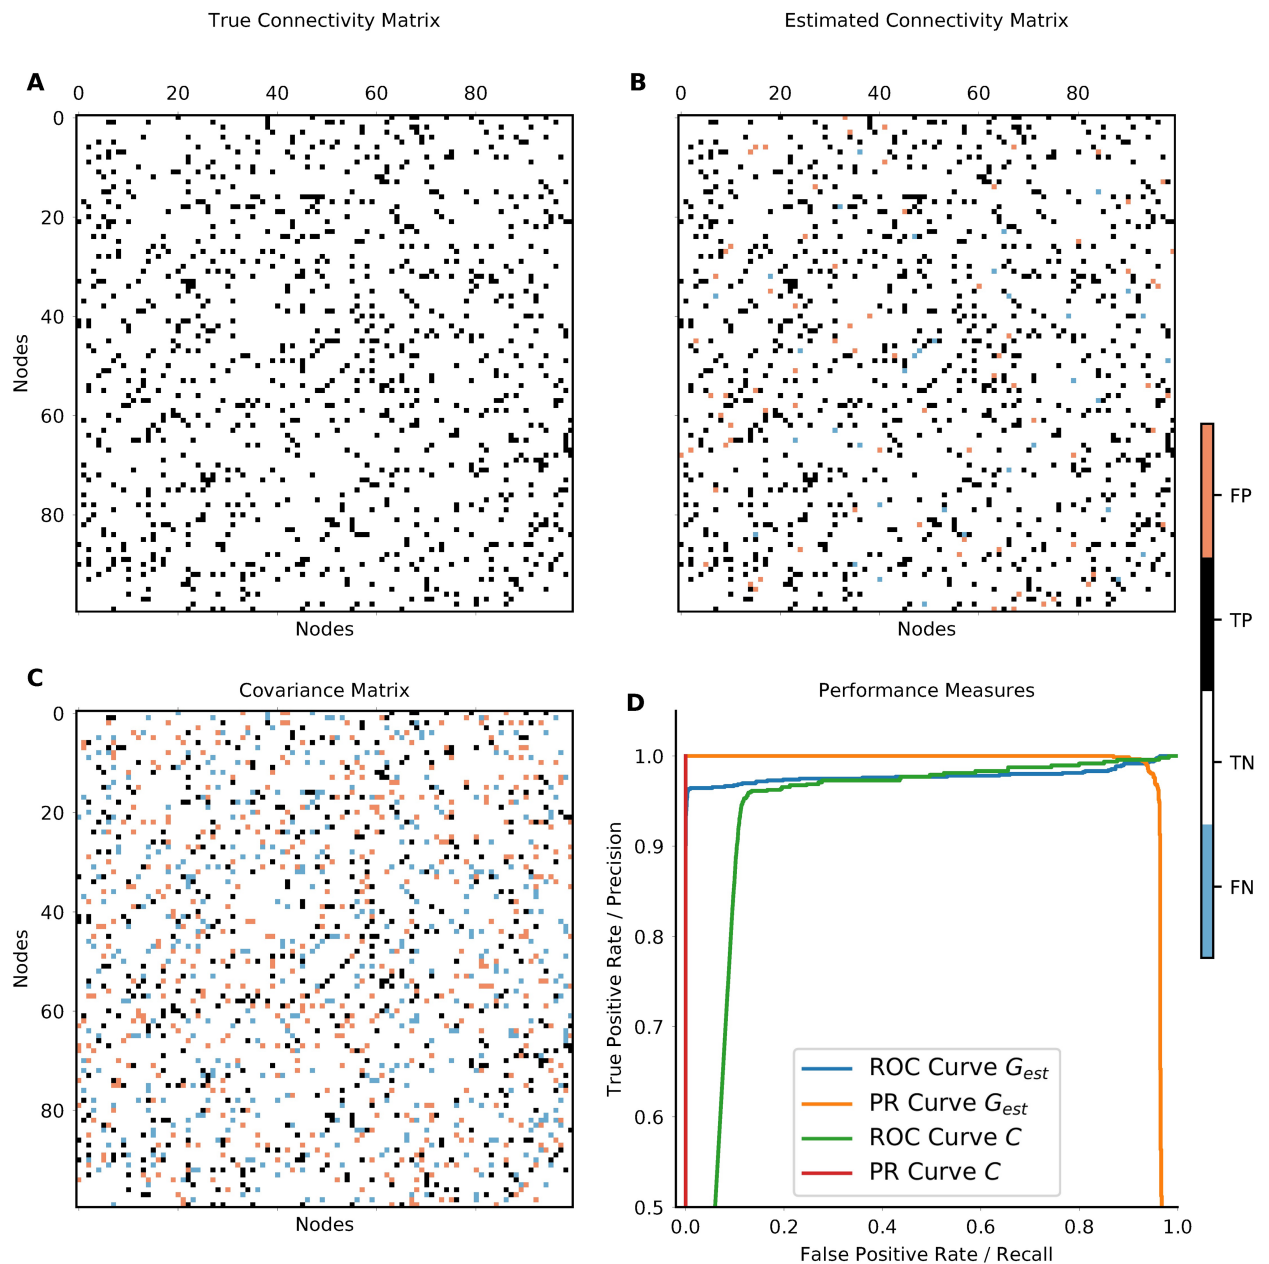 True Connectivity Matrix
Estimated Connectivity Matrix
A
B
0 20 40 60 80
0 20 40 60 80
0
20
40
60
80
Nodes
Nodes
Nodes
FP
TP
TN
FN
C
Covariance Matrix
D
Performance Measures
0
20
40
60
80
Nodes
Nodes
1.0
0.9
0.8
0.7
0.6
0.5
True Positive Rate / Precision
ROC Curve G_est
PR Curve G_est
ROC Curve C
PR Curve C
0.0 0.2 0.4 0.6 0.8 1.0
False Positive Rate / Recall